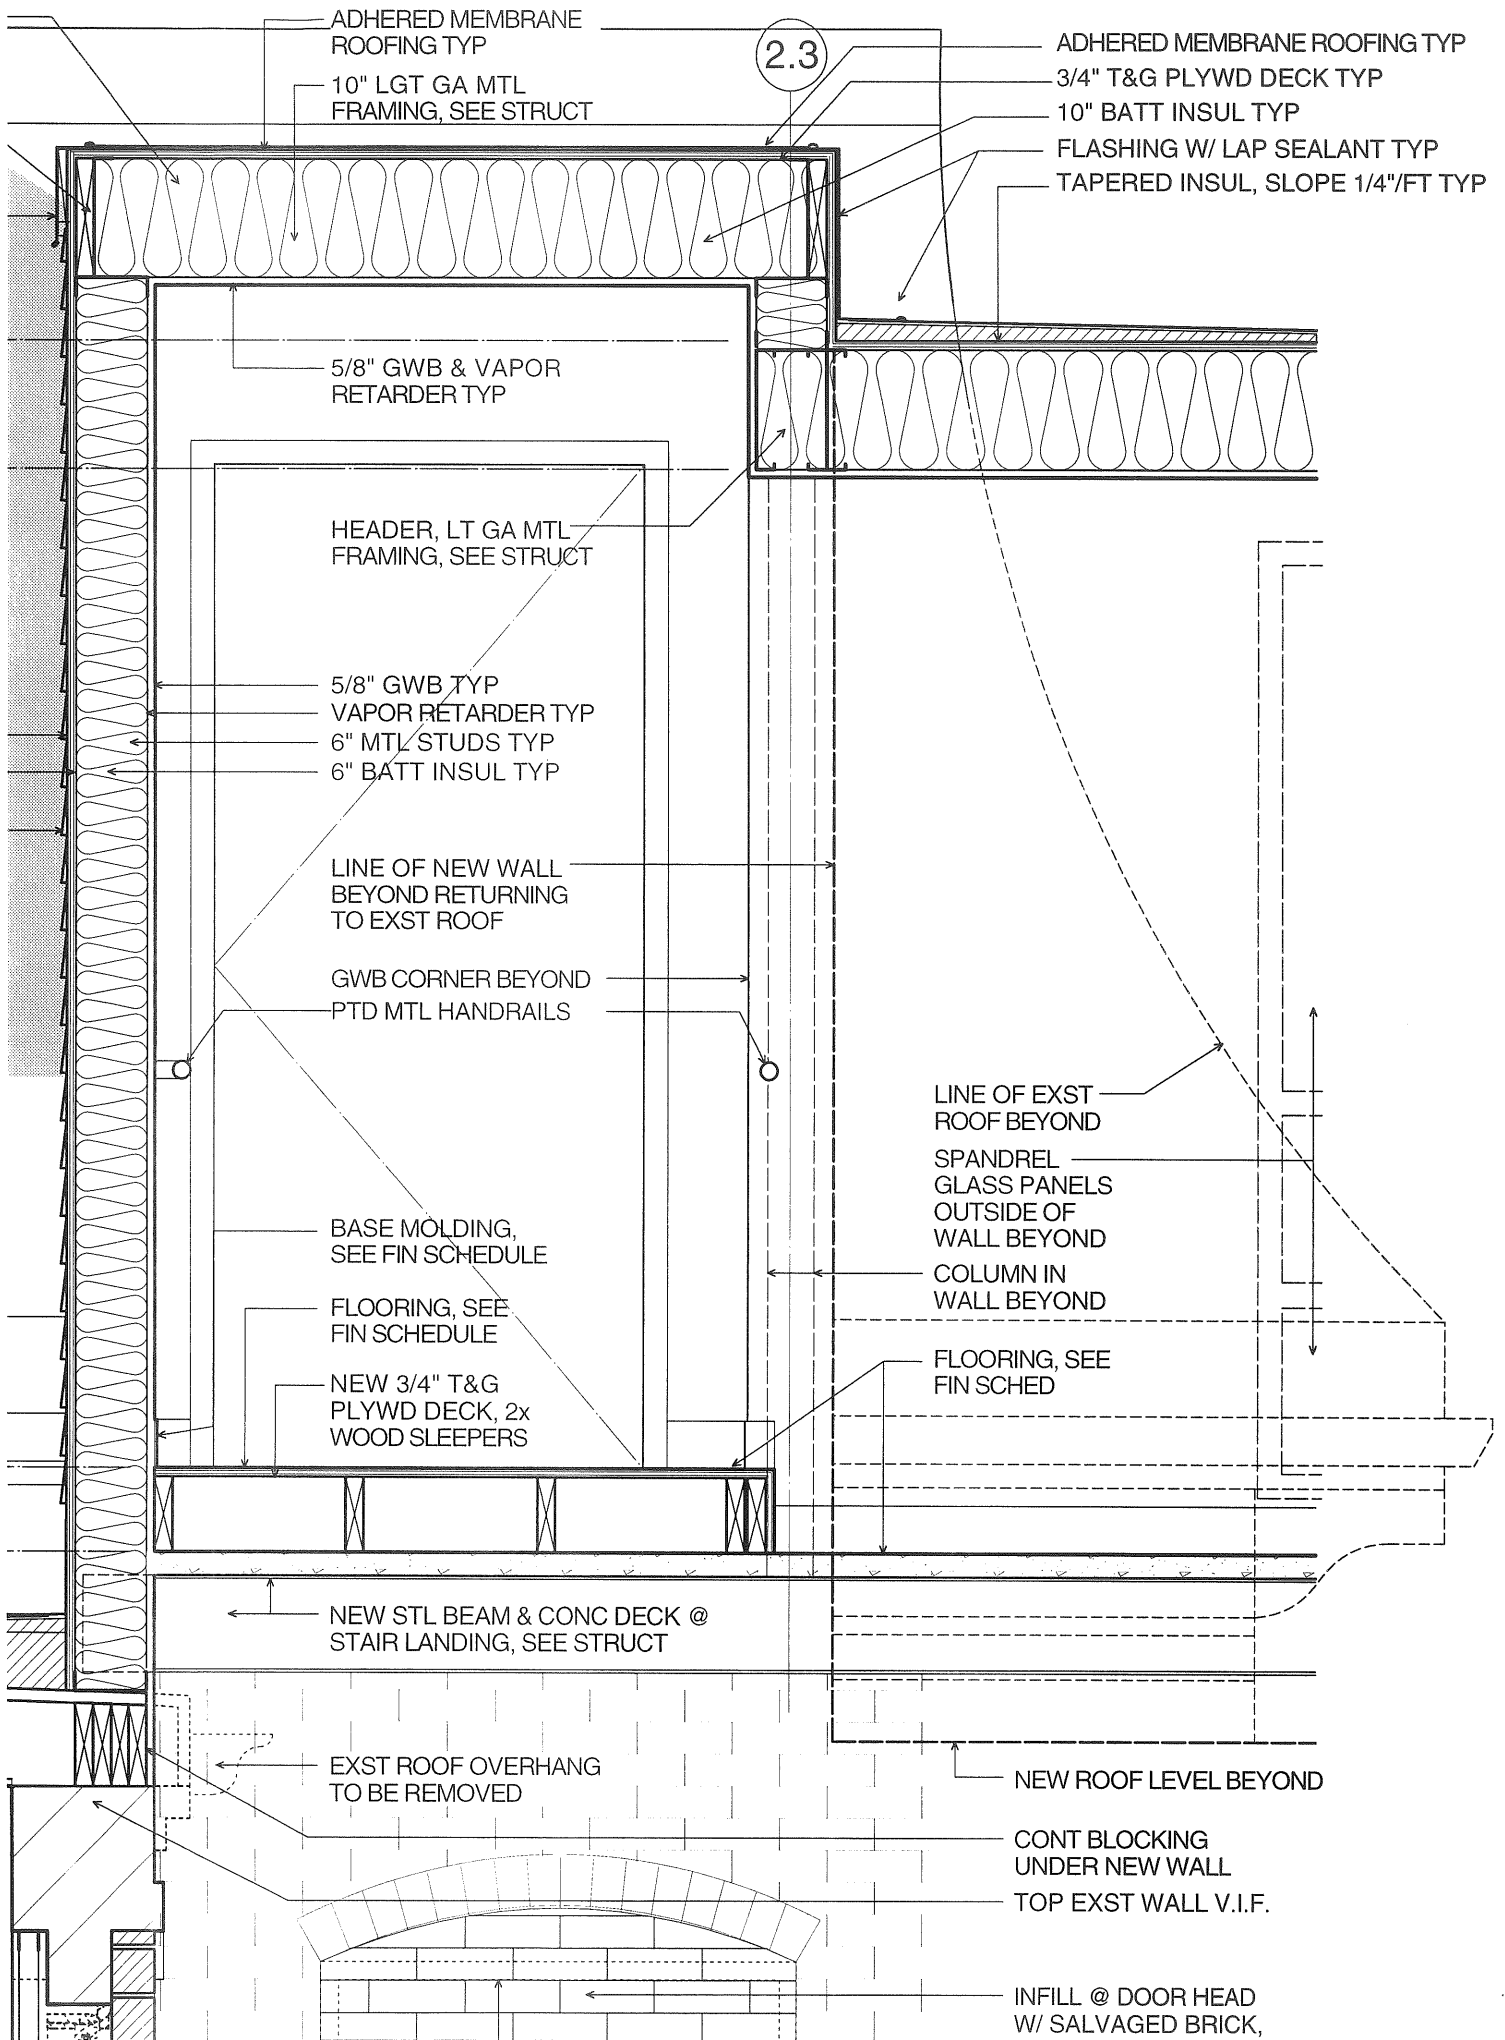 ADHERED MEMBRANE
ROOFING TYP
10" LGT GA MTL
FRAMING, SEE STRUCT
2.3
ADHERED MEMBRANE ROOFING TYP
3/4" T&G PLYWD DECK TYP
10" BATT INSUL TYP
FLASHING W/ LAP SEALANT TYP
TAPERED INSUL, SLOPE 1/4"/FT TYP
5/8" GWB & VAPOR
RETARDER TYP
HEADER, LT GA MTL
FRAMING, SEE STRUCT
5/8" GWB TYP
VAPOR RETARDER TYP
6" MTL STUDS TYP
6" BATT INSUL TYP
LINE OF NEW WALL
BEYOND RETURNING
TO EXST ROOF
GWB CORNER BEYOND
PTD MTL HANDRAILS
LINE OF EXST
ROOF BEYOND
SPANDREL
GLASS PANELS
OUTSIDE OF
WALL BEYOND
COLUMN IN
WALL BEYOND
BASE MOLDING,
SEE FIN SCHEDULE
FLOORING, SEE
FIN SCHEDULE
FLOORING, SEE
FIN SCHED
NEW 3/4" T&G
PLYWD DECK, 2x
WOOD SLEEPERS
NEW STL BEAM & CONC DECK @
STAIR LANDING, SEE STRUCT
EXST ROOF OVERHANG
TO BE REMOVED
NEW ROOF LEVEL BEYOND
CONT BLOCKING
UNDER NEW WALL
TOP EXST WALL V.I.F.
INFILL @ DOOR HEAD
W/ SALVAGED BRICK,